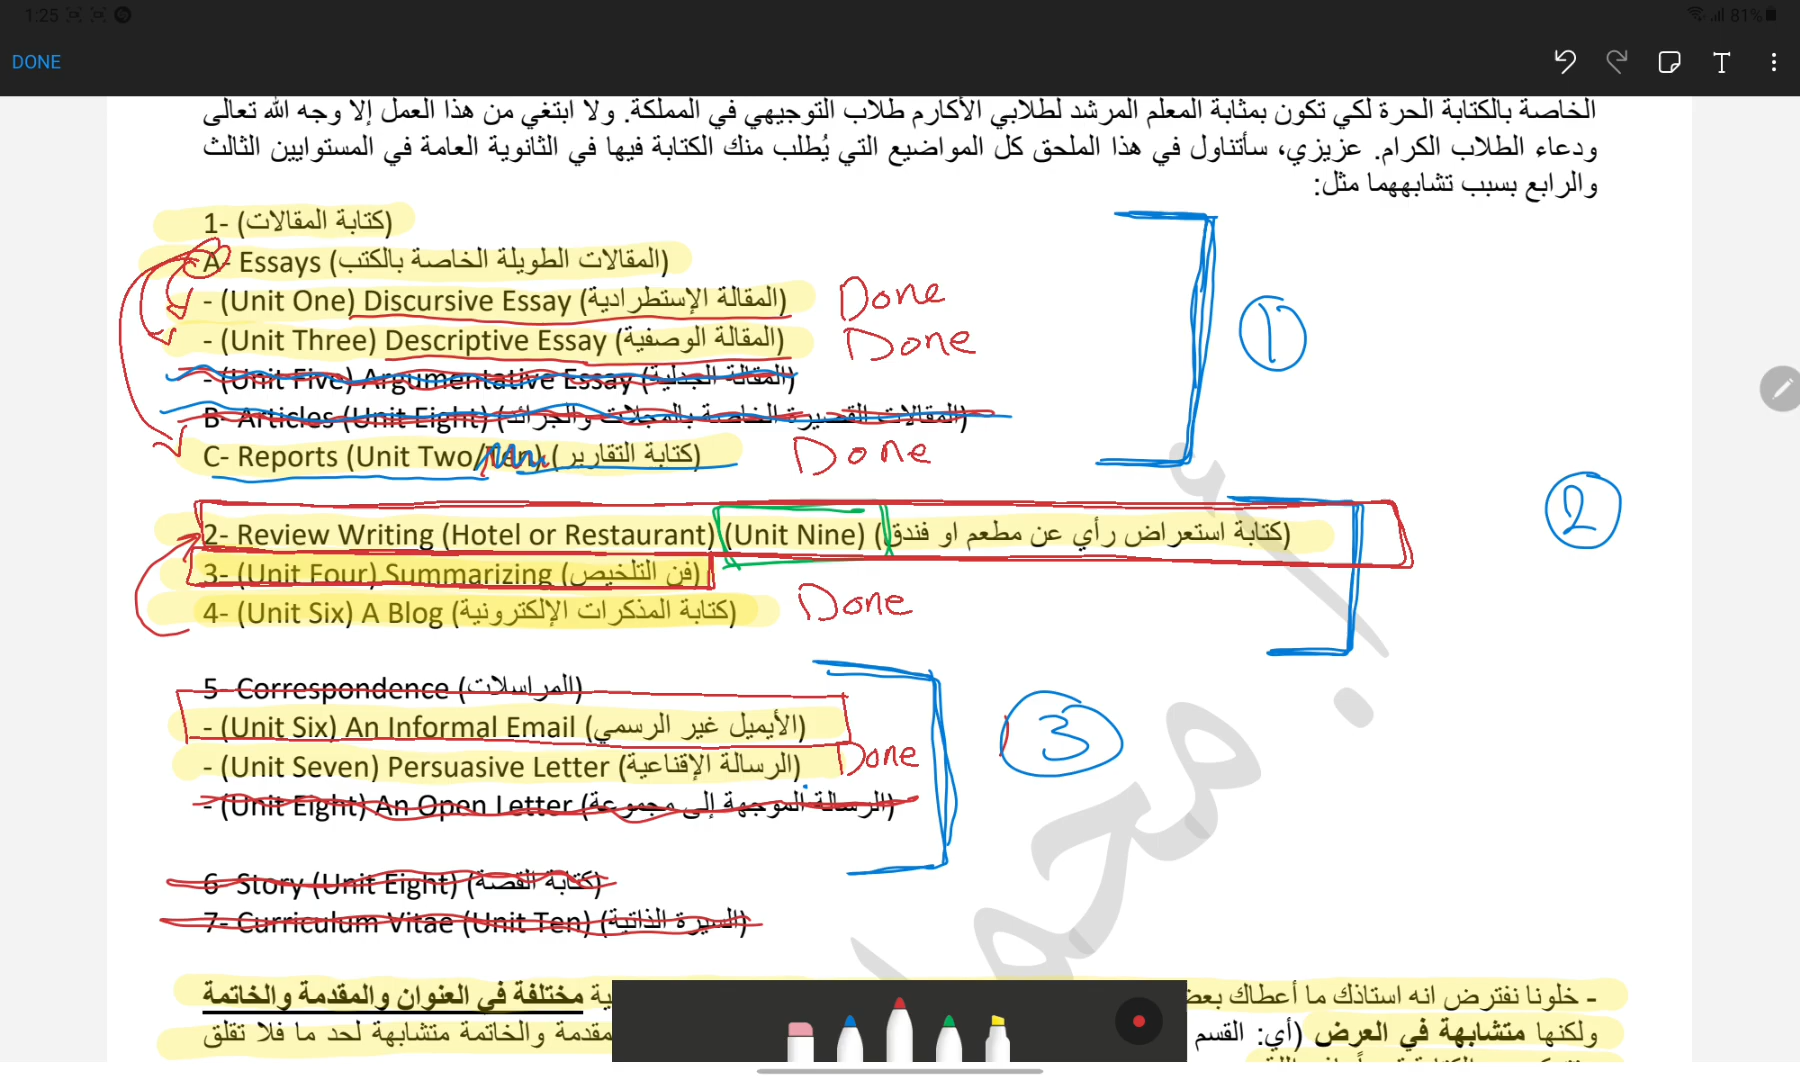 1:25 81%
DONE T
الخاصة بالكتابة الحرة لكي تكون بمثابة المعلم المرشد لطلابي الأكارم طلاب التوجيهي في المملكة. ولا ابتغي من هذا العمل إلا وجه الله تعالى
ودعاء الطلاب الكرام. عزيزي، سأتناول في هذا الملحق كل المواضيع التي يُطلب منك الكتابة فيها في الثانوية العامة في المستوايين الثالث
والرابع بسبب تشابههما مثل:
1- (كتابة المقالات)
A- Essays (المقالات الطويلة الخاصة بالكتب)
- (Unit One) Discursive Essay (المقالة الإستطرادية) Done
- (Unit Three) Descriptive Essay (المقالة الوصفية) Done
1
- (Unit Five) Argumentative Essay (المقالة الجدلية)
B- Articles (Unit Eight) (المقالات القصيرة الخاصة بالمجلات والجرائد)
C- Reports (Unit Two/Ten) (كتابة التقارير) Done
2
2- Review Writing (Hotel or Restaurant) (Unit Nine) (كتابة استعراض رأي عن مطعم او فندق)
3- (Unit Four) Summarizing (فن التلخيص)
4- (Unit Six) A Blog (كتابة المذكرات الإلكترونية) Done
5- Correspondence (المراسلات)
- (Unit Six) An Informal Email (الأيميل غير الرسمي)
3
- (Unit Seven) Persuasive Letter (الرسالة الإقناعية) Done
- (Unit Eight) An Open Letter (الرسالة الموجهة إلى مجموعة)
6- Story (Unit Eight) (كتابة القصة)
7- Curriculum Vitae (Unit Ten) (السيرة الذاتية)
- خلونا نفترض انه استاذك ما أعطاك مختلفة في العنوان والمقدمة والخاتمة
ولكنها متشابهة في العرض (أي: القسم والخاتمة متشابهة لحد ما فلا تقلق